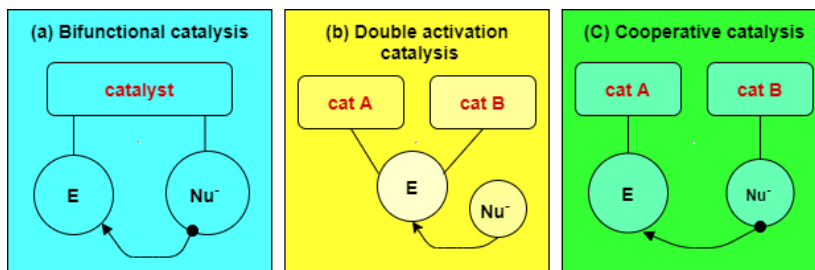 (a) Bifunctional catalysis
catalyst
E
Nu⁻
(b) Double activation
catalysis
cat A
cat B
E
Nu⁻
(C) Cooperative catalysis
cat A
cat B
E
Nu⁻